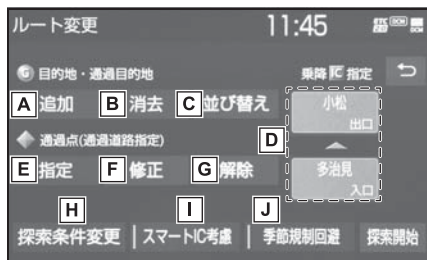 ルート変更 11:45 DCM
G 目的地・通過目的地 乗降IC指定
A 追加 B 消去 C 並び替え 小松 出口
D
通過点(通過道路指定)
E 指定 F 修正 G 解除 多治見 入口
H I J
探索条件変更 スマートIC考慮 季節規制回避 探索開始